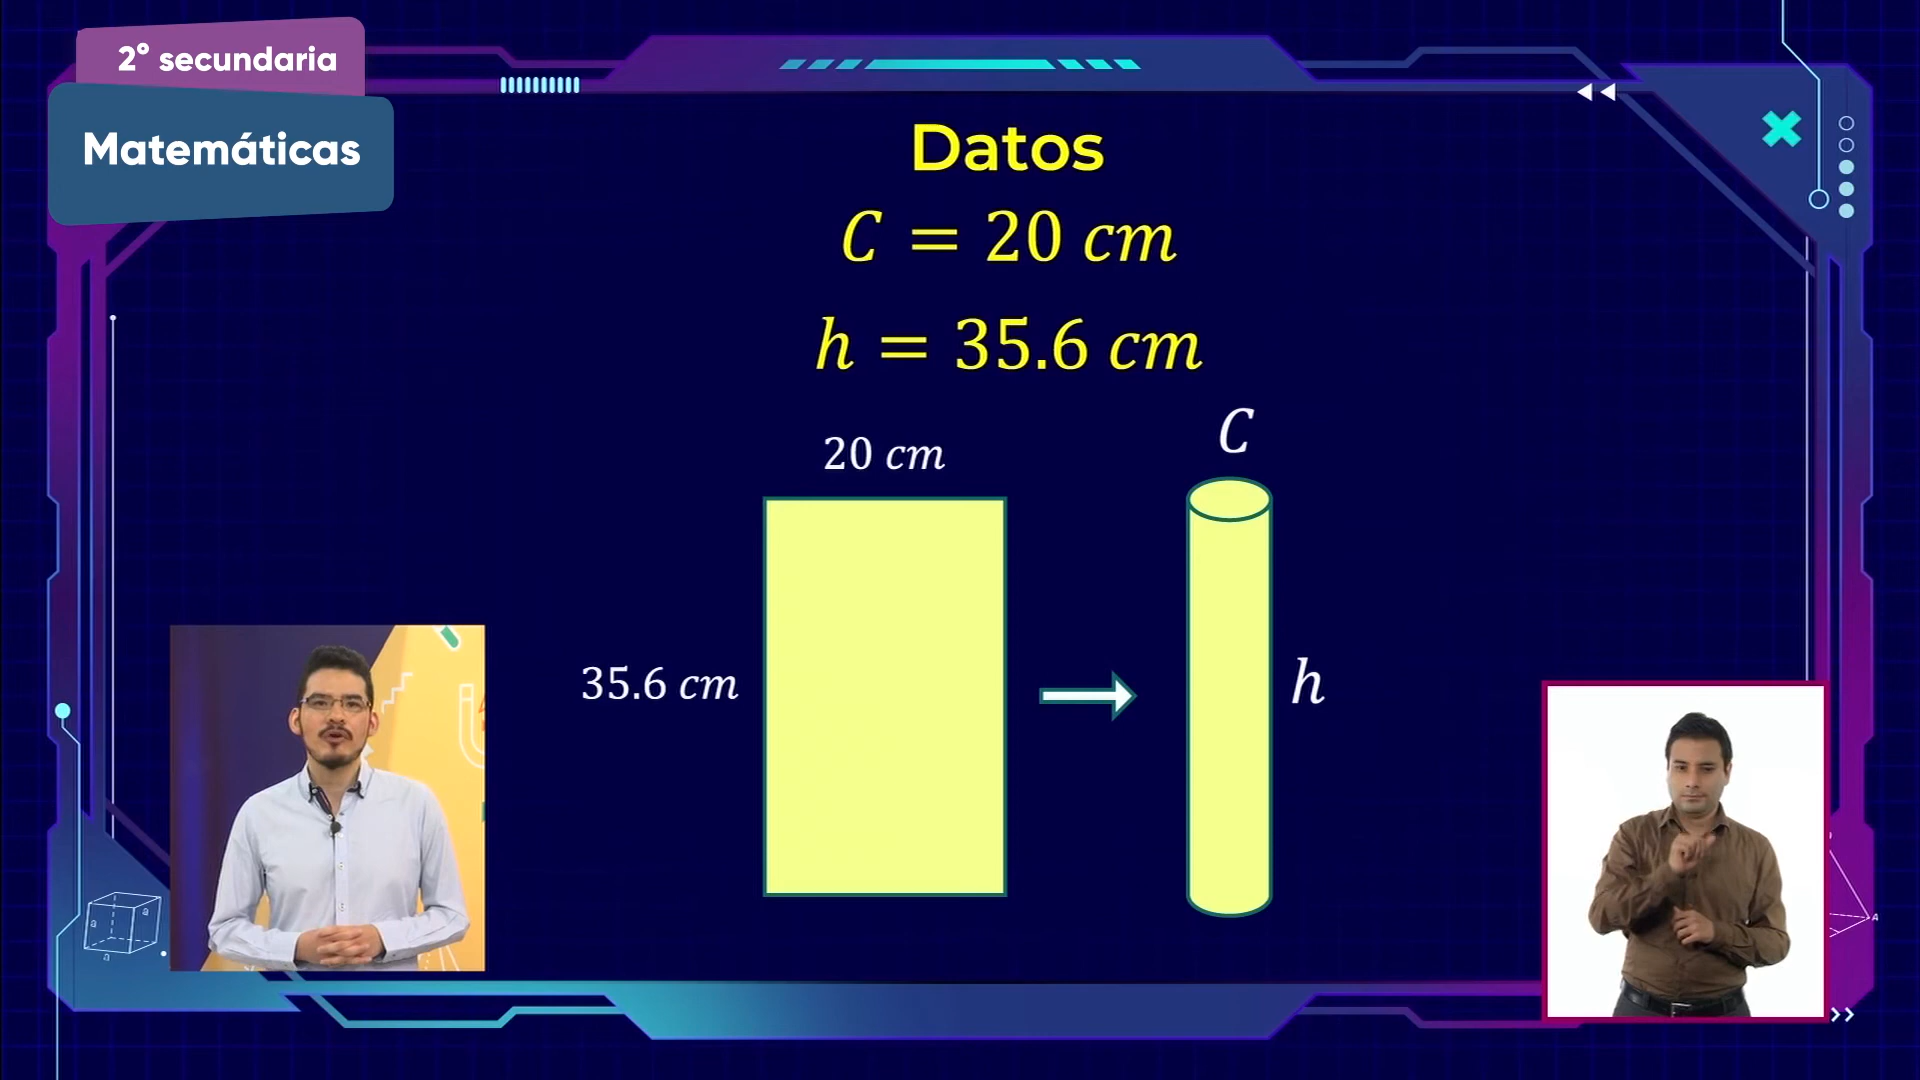 2° secundaria
Matemáticas
Datos
C = 20 cm
h = 35.6 cm
C
20 cm
35.6 cm
h
a
a
a
A